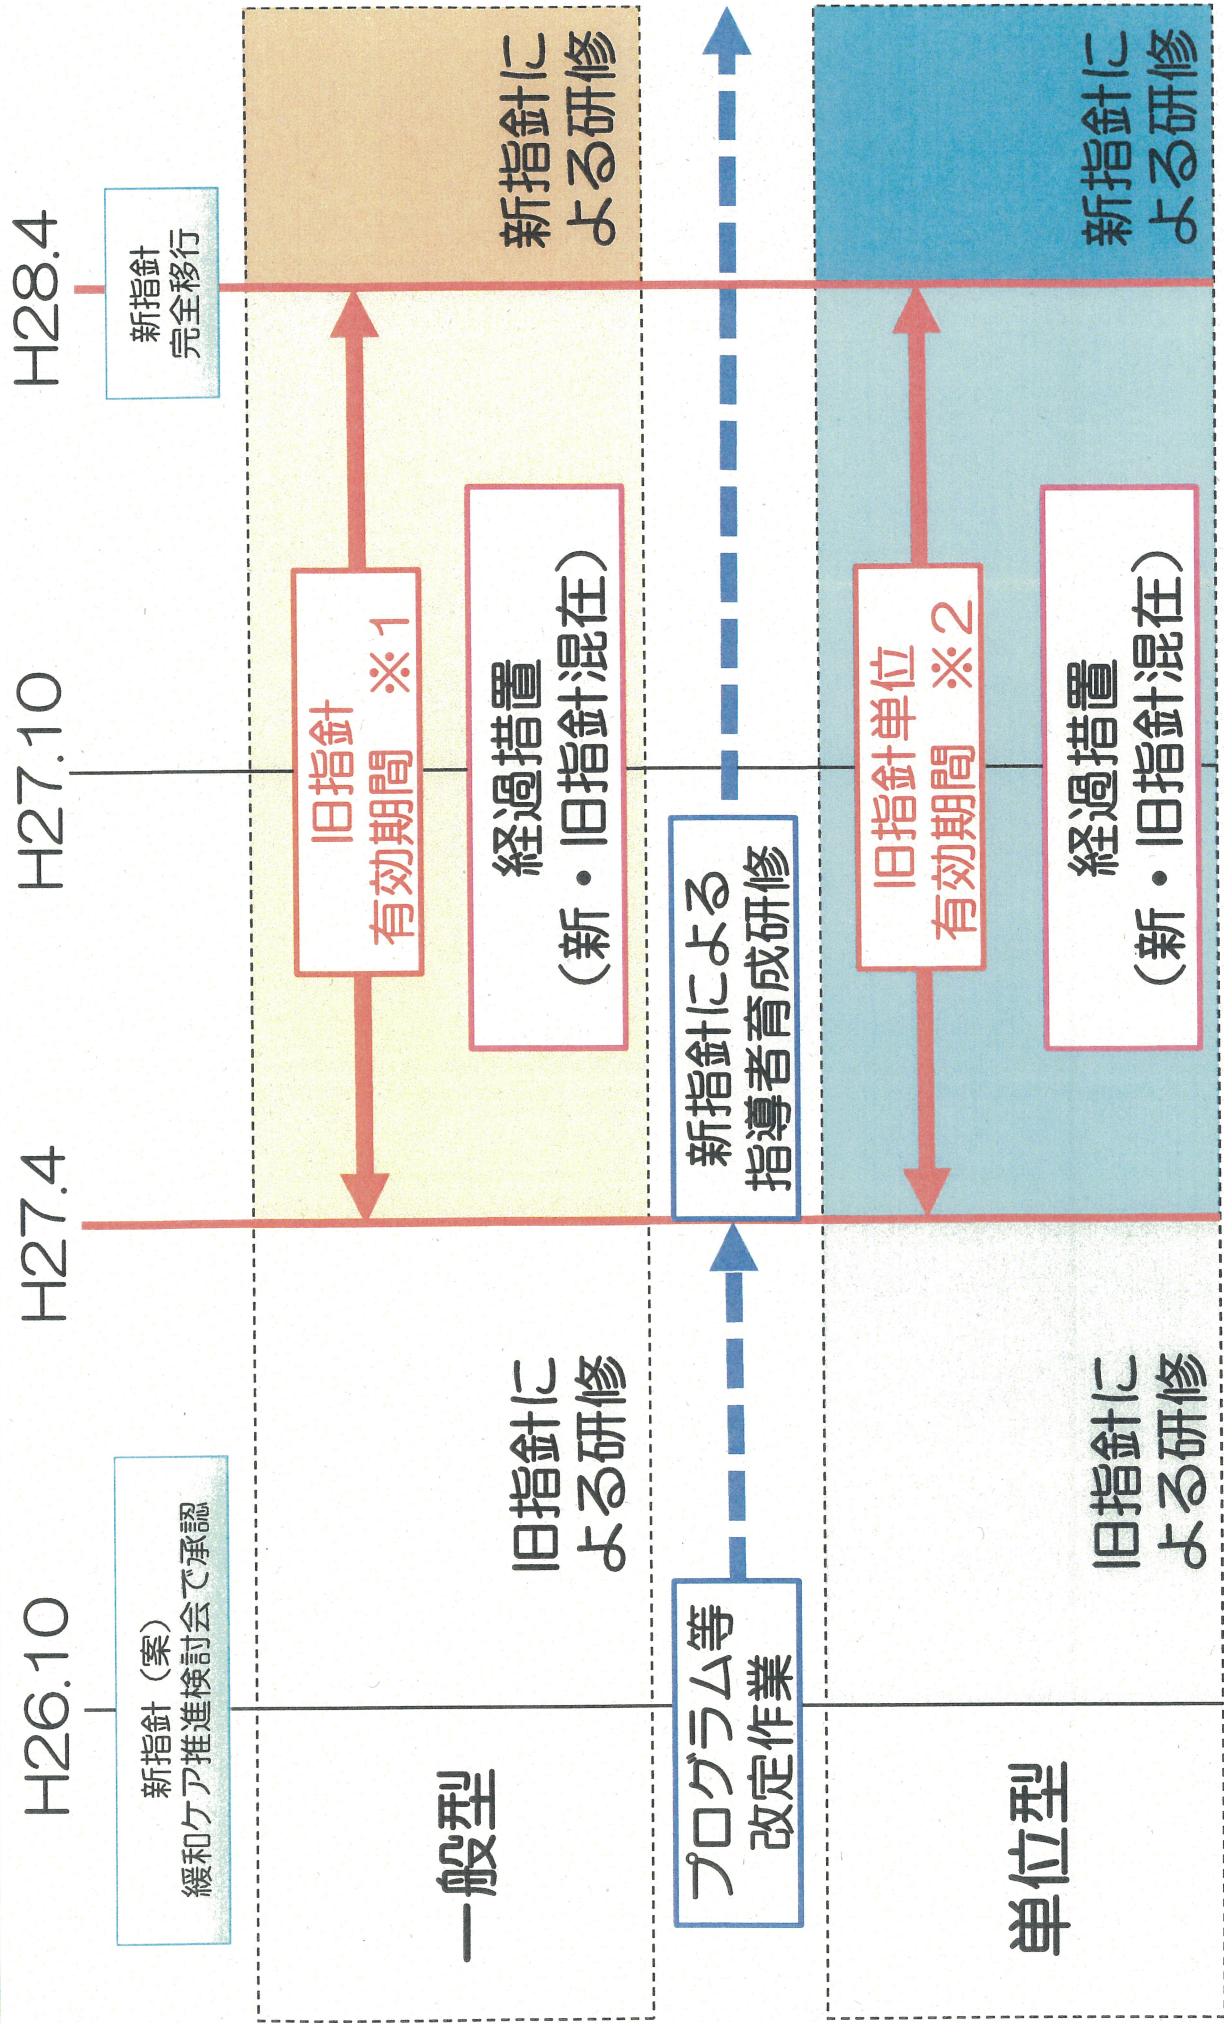 H26.10
H27.4
H27.10
H28.4
新指針（案）
緩和ケア推進検討会で承認
新指針
完全移行
一般型
旧指針に
よる研修
旧指針
有効期間　※１
経過措置
（新・旧指針混在）
新指針に
よる研修
プログラム等
改定作業
新指針による
指導者育成研修
単位型
旧指針に
よる研修
旧指針単位
有効期間　※２
経過措置
（新・旧指針混在）
新指針に
よる研修